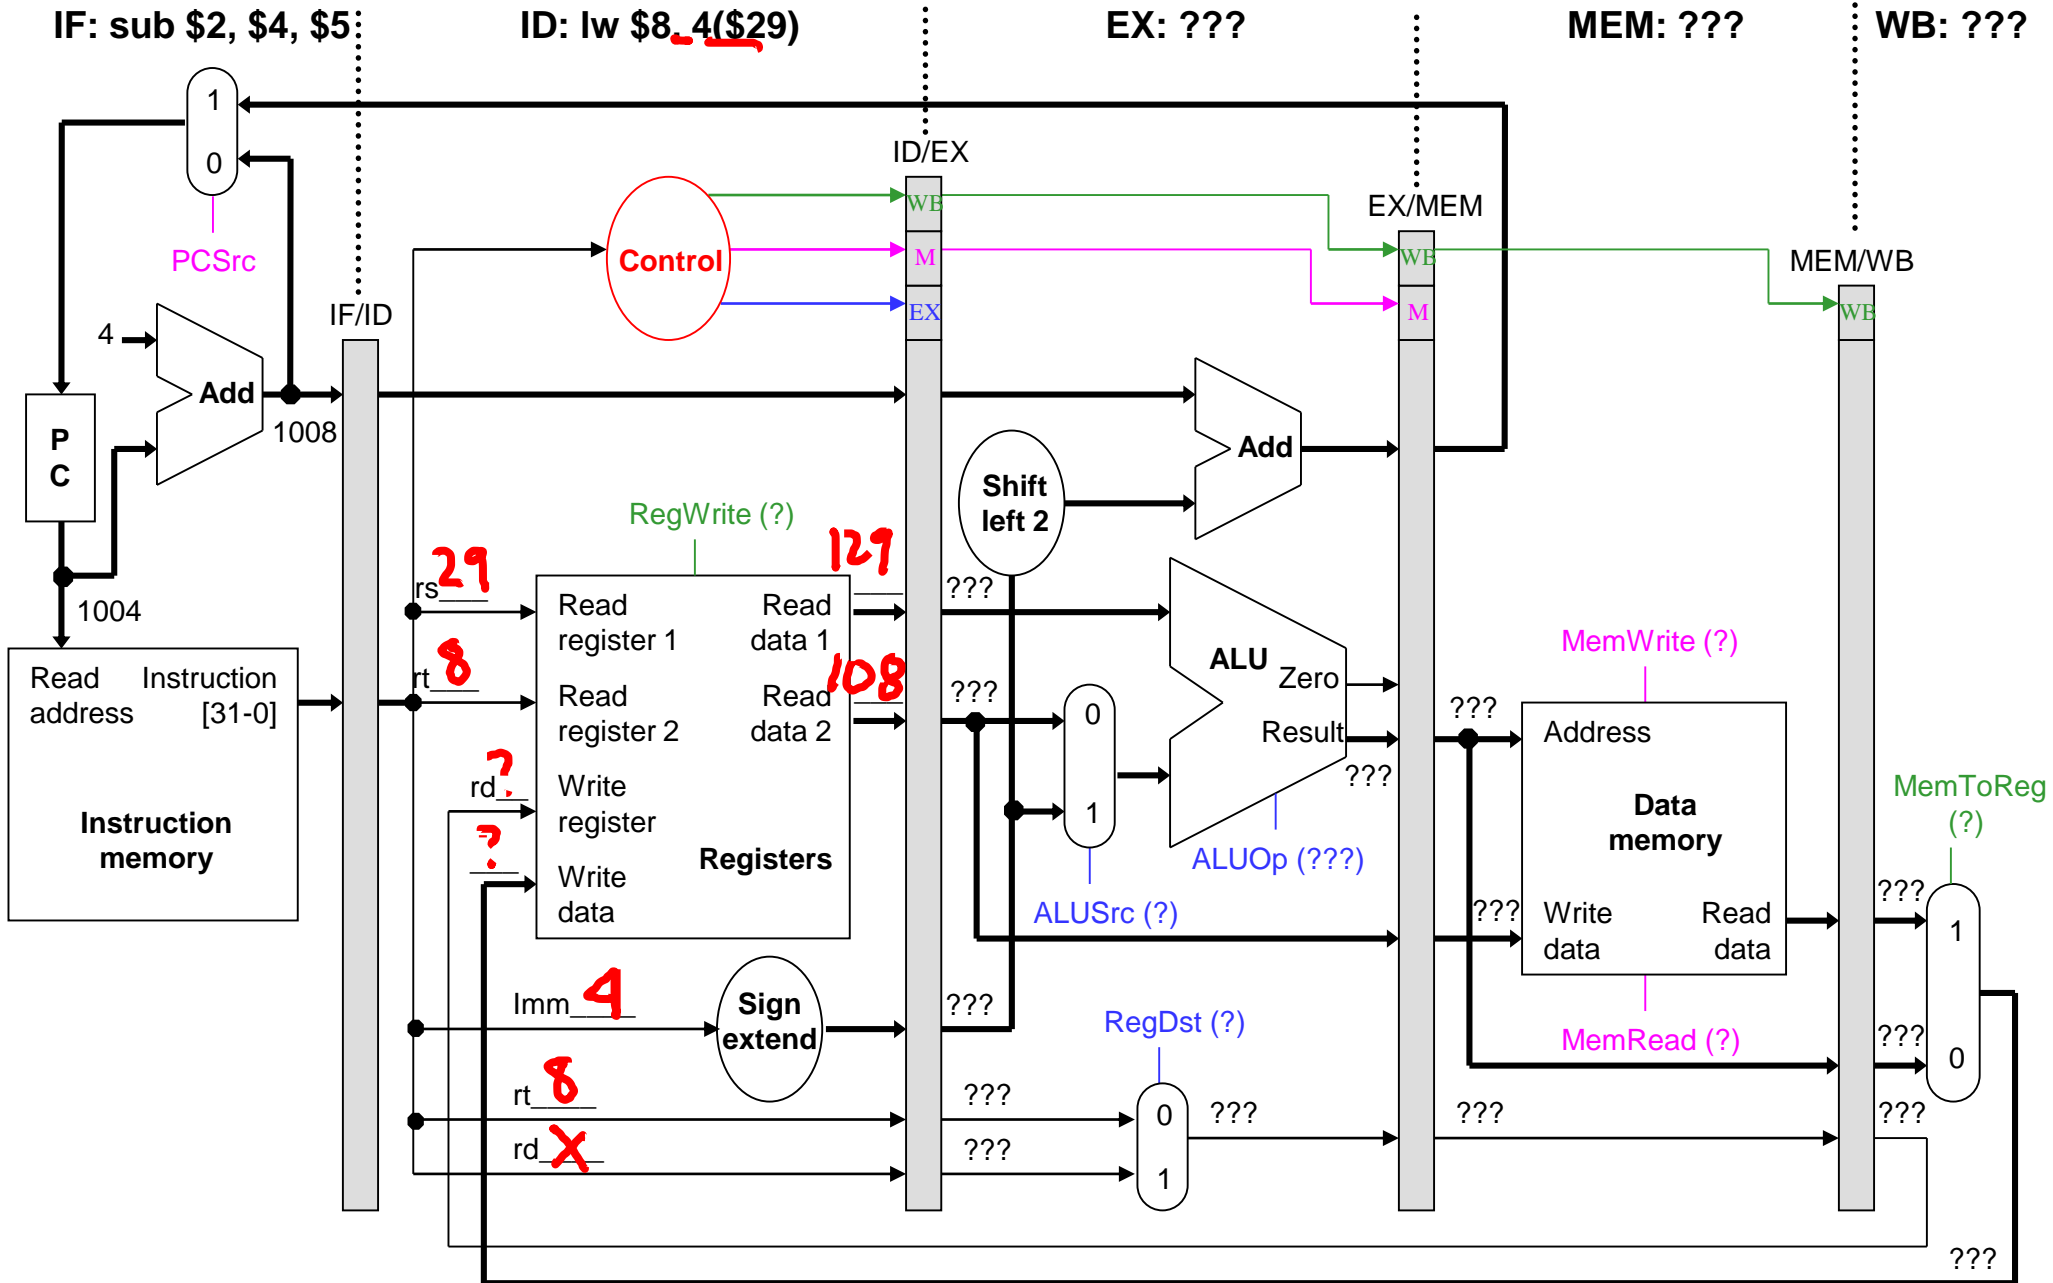 IF: sub $2, $4, $5
ID: lw $8, 4($29)
EX: ???
MEM: ???
WB: ???
1
0
PCSrc
4
Add
1008
P
C
1004
Read
address
Instruction
[31-0]
Instruction
memory
IF/ID
Control
ID/EX
WB
M
EX
RegWrite (?)
rs 29
rt 8
rd ?
?
Read
register 1
Read
data 1
129
Read
register 2
Read
data 2
108
Write
register
Registers
Write
data
Imm 4
Sign
extend
rt 8
rd X
Shift
left 2
Add
???
???
0
1
ALUSrc (?)
ALU
Zero
Result
???
ALUOp (???)
???
RegDst (?)
???
???
0
1
???
EX/MEM
WB
M
???
???
???
MemWrite (?)
Address
Data
memory
Write
data
Read
data
MemRead (?)
MEM/WB
WB
MemToReg
(?)
???
1
???
0
???
???